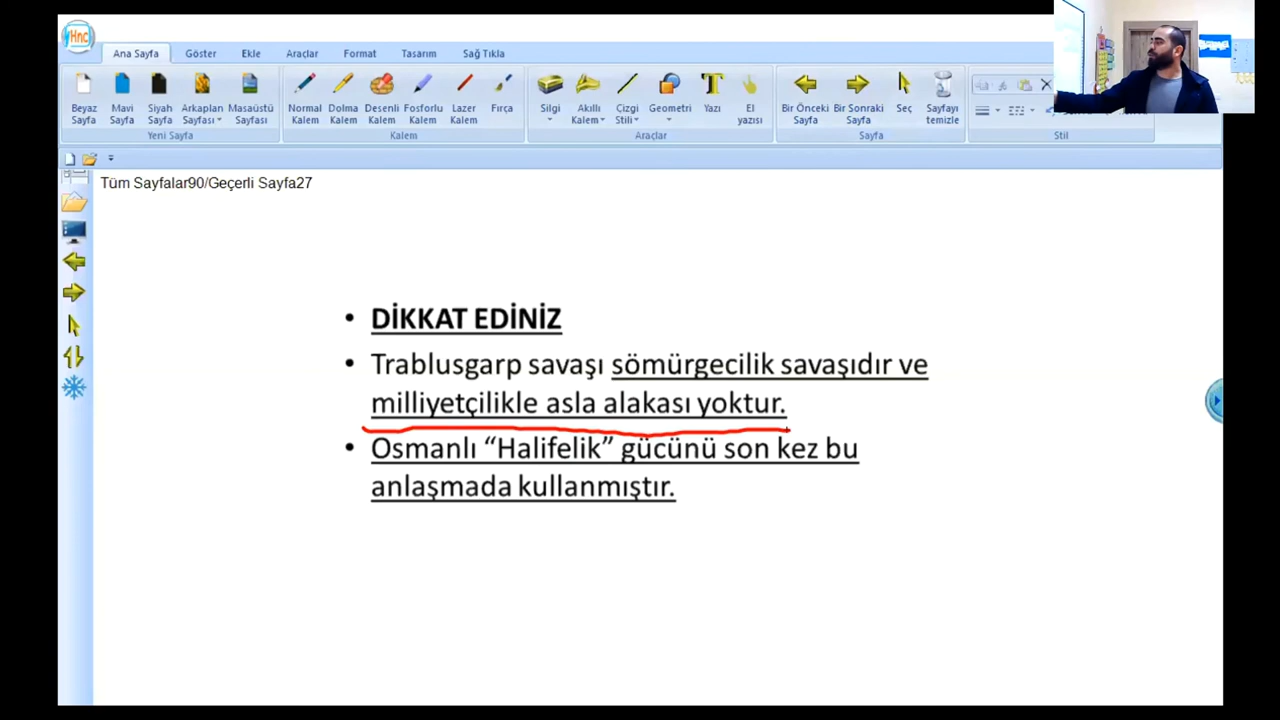 Hnc
Ana Sayfa Göster Ekle Araçlar Format Tasarım Sağ Tıkla
Beyaz Sayfa Mavi Sayfa Siyah Sayfa Arkaplan Sayfası Masaüstü Sayfası Normal Kalem Dolma Kalem Desenli Kalem Fosforlu Kalem Lazer Kalem Fırça Silgi Akıllı Kalem Çizgi Stili Geometri Yazı El yazısı Bir Önceki Sayfa Bir Sonraki Sayfa Seç Sayfayı temizle
Yeni Sayfa Kalem Araçlar Sayfa Stil
Tüm Sayfalar90/Geçerli Sayfa27
• DİKKAT EDİNİZ
• Trablusgarp savaşı sömürgecilik savaşıdır ve
milliyetçilikle asla alakası yoktur.
• Osmanlı “Halifelik” gücünü son kez bu
anlaşmada kullanmıştır.